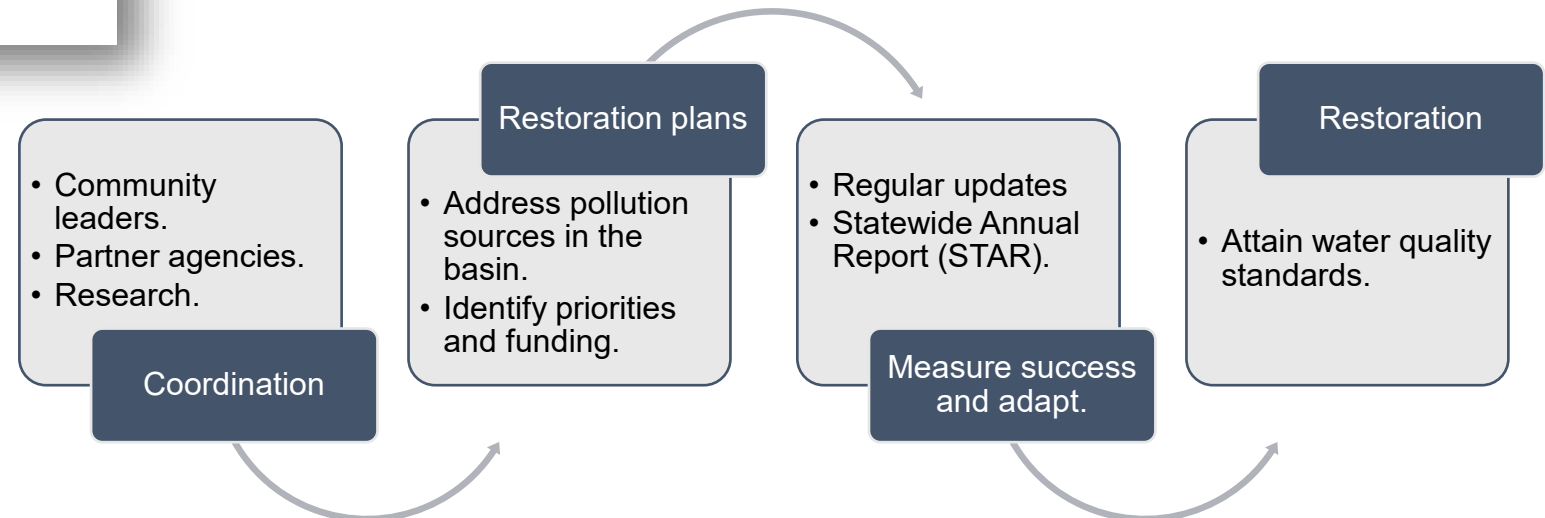 • Community
leaders.
• Partner agencies.
• Research.
Coordination
Restoration plans
• Address pollution
sources in the
basin.
• Identify priorities
and funding.
• Regular updates
• Statewide Annual
Report (STAR).
Measure success
and adapt.
Restoration
• Attain water quality
standards.